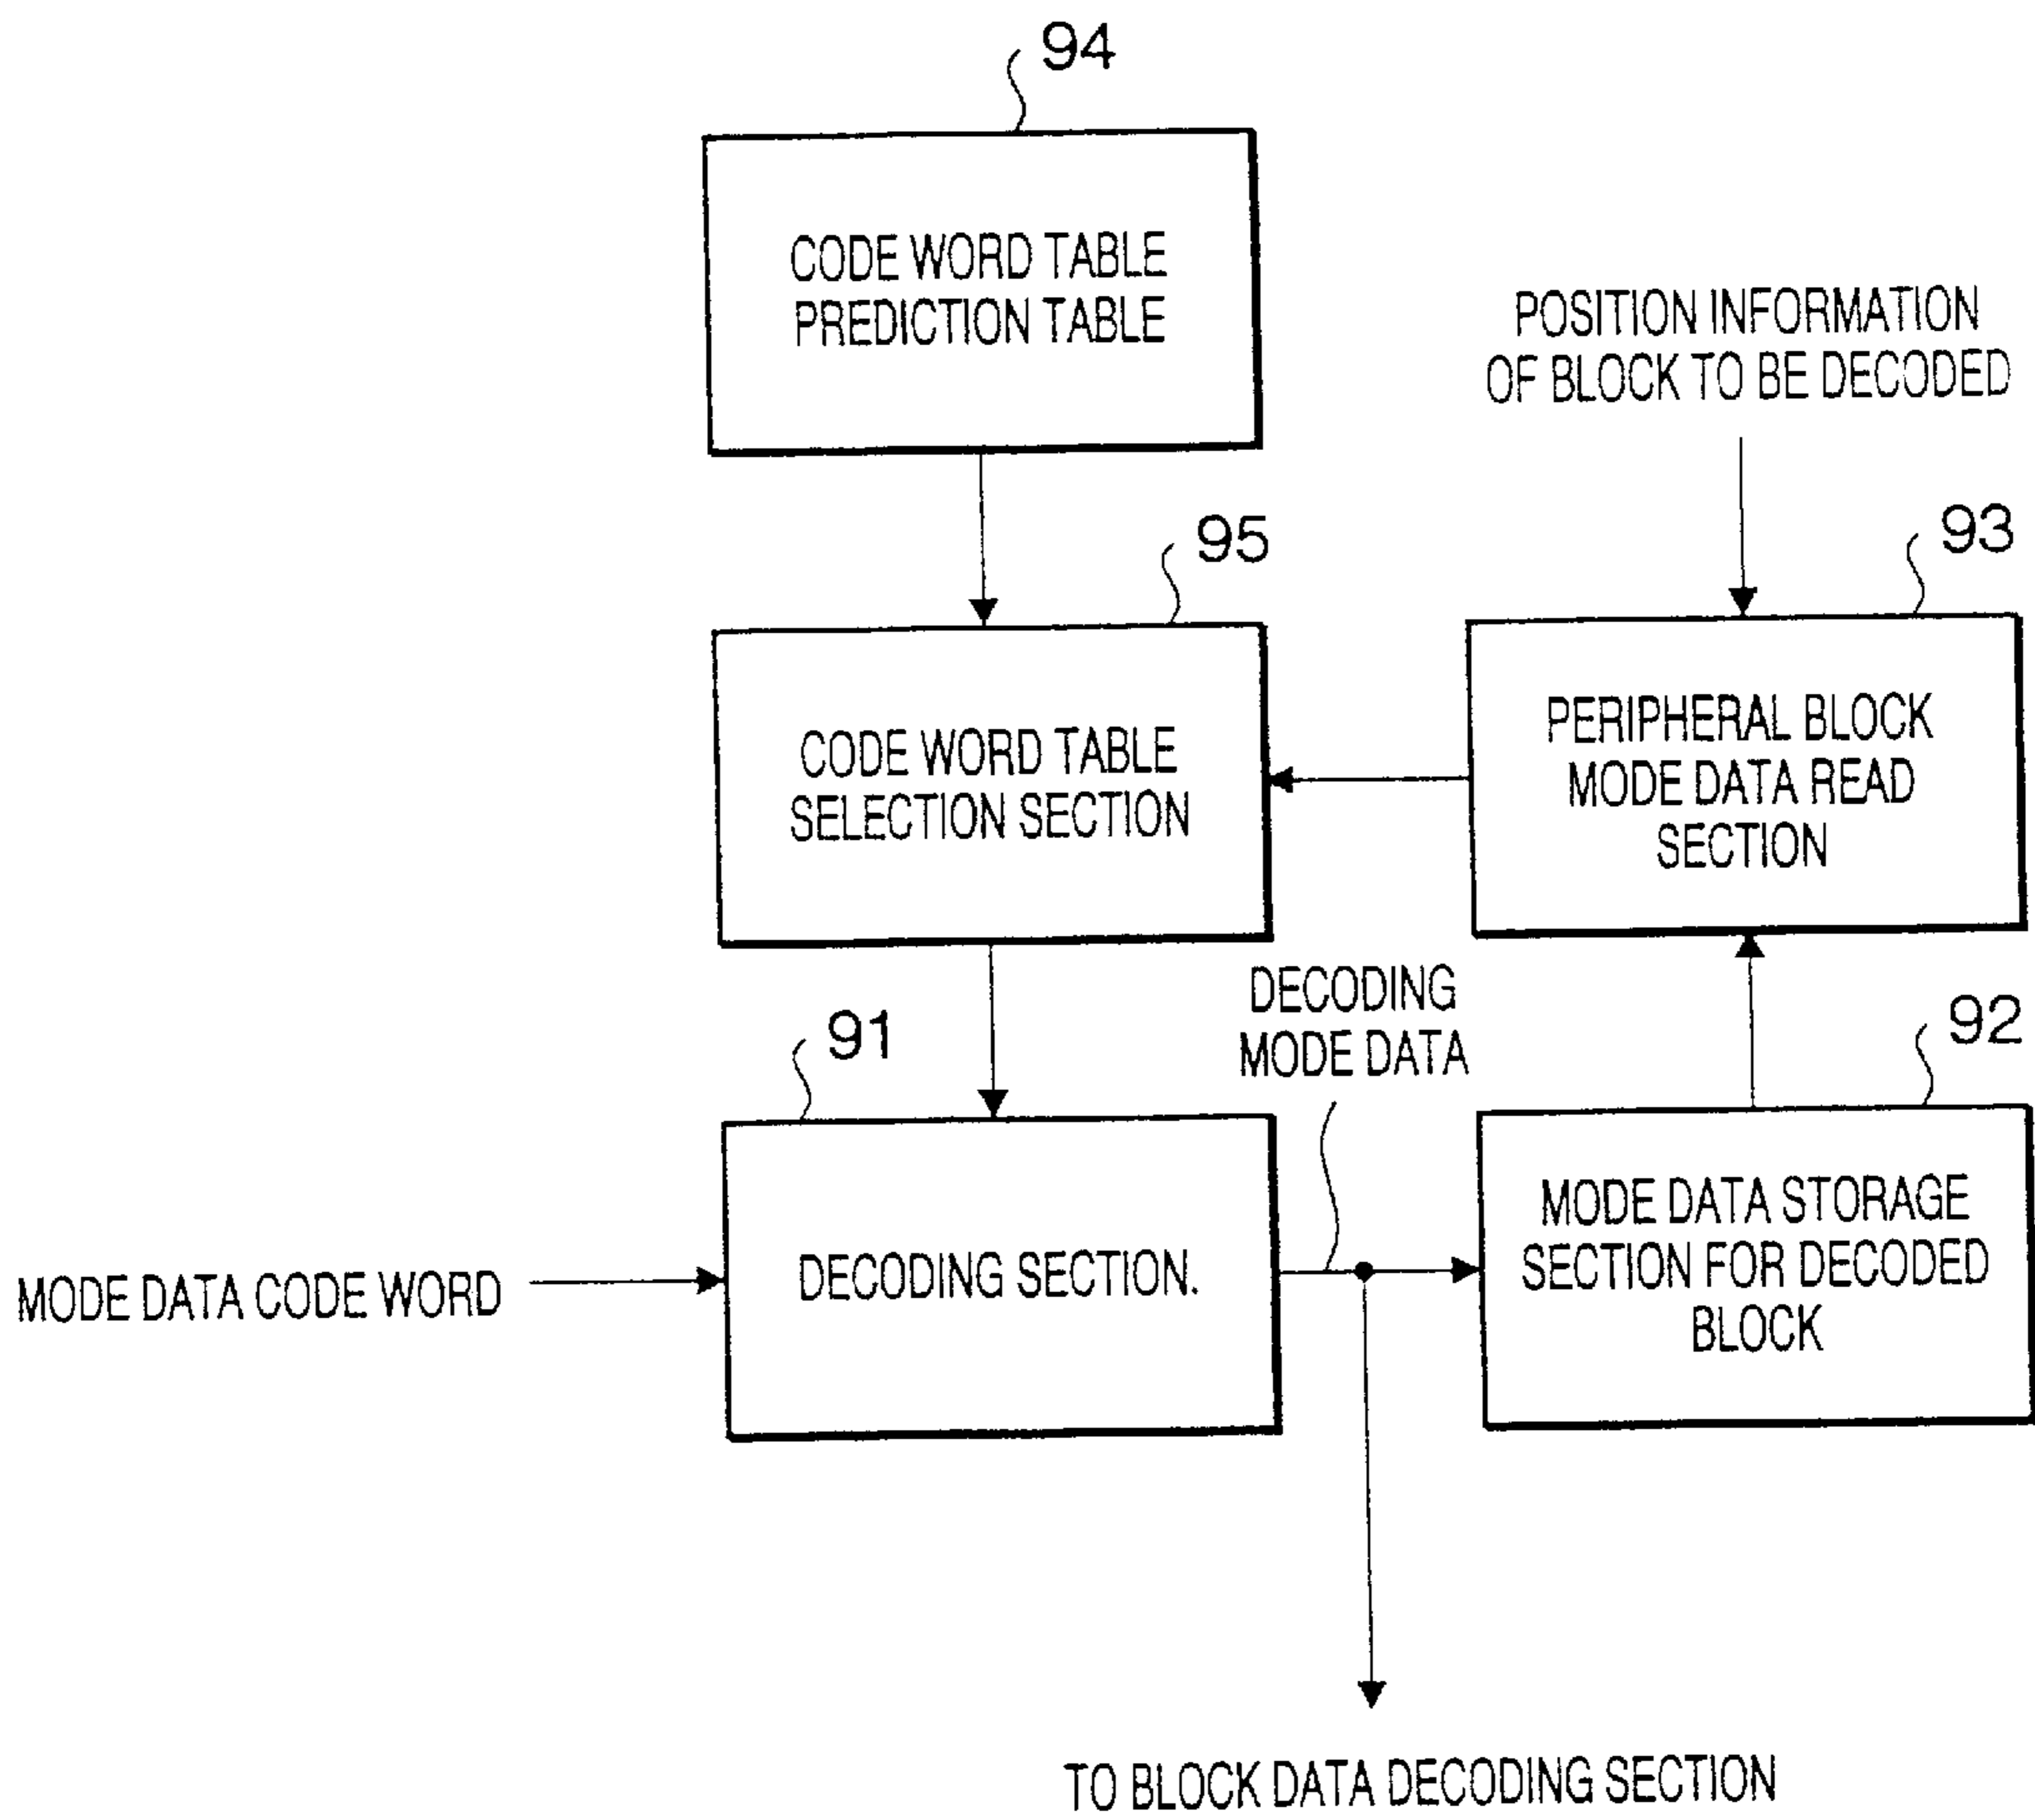 94
CODE WORD TABLE
PREDICTION TABLE
POSITION INFORMATION
OF BLOCK TO BE DECODED
95
93
CODE WORD TABLE
SELECTION SECTION
PERIPHERAL BLOCK
MODE DATA READ
SECTION
DECODING
MODE DATA
91
92
MODE DATA CODE WORD
DECODING SECTION.
MODE DATA STORAGE
SECTION FOR DECODED
BLOCK
TO BLOCK DATA DECODING SECTION